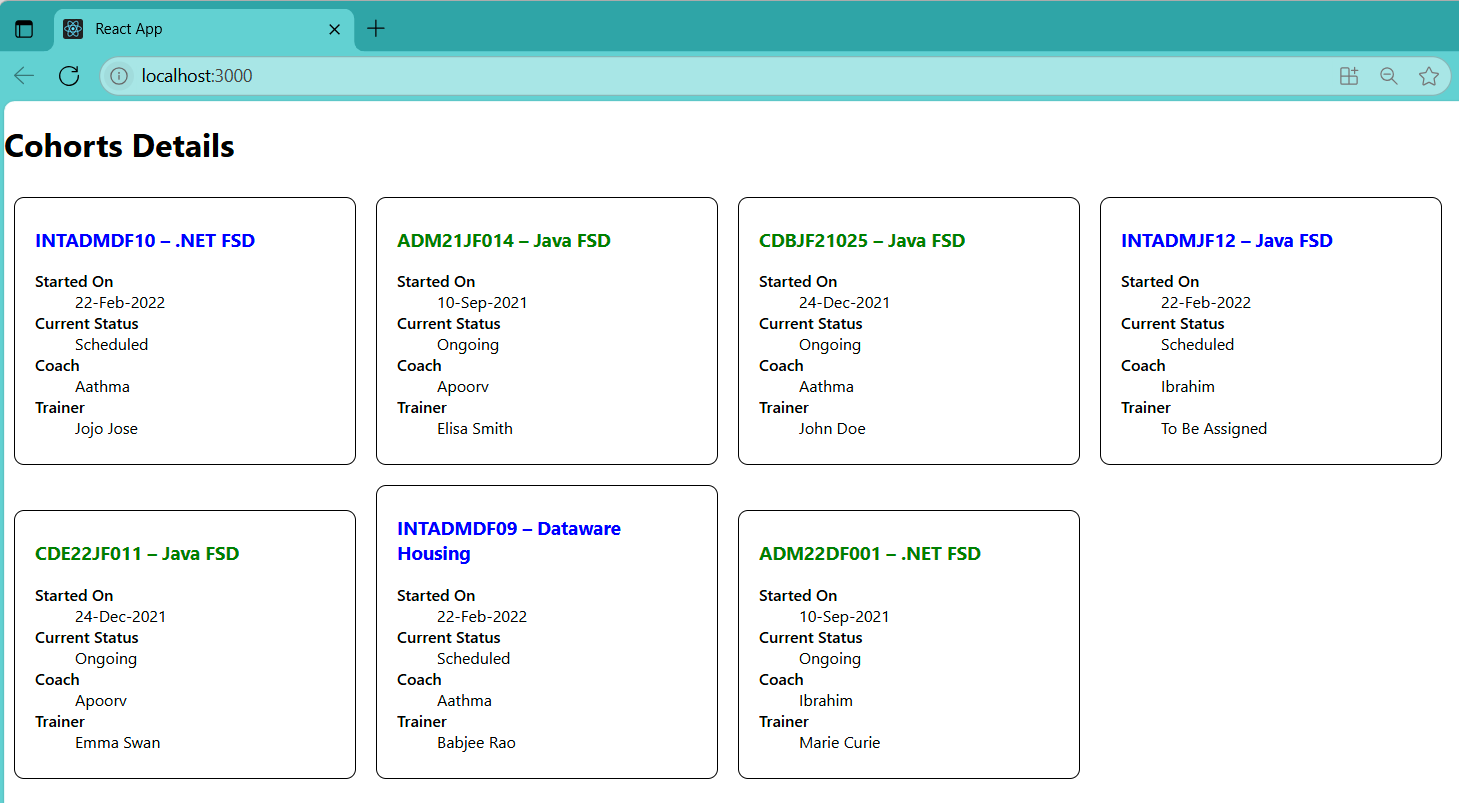 React App
localhost:3000
Cohorts Details
INTADMDF10 – .NET FSD
Started On
22-Feb-2022
Current Status
Scheduled
Coach
Aathma
Trainer
Jojo Jose
ADM21JF014 – Java FSD
Started On
10-Sep-2021
Current Status
Ongoing
Coach
Apoorv
Trainer
Elisa Smith
CDBJF21025 – Java FSD
Started On
24-Dec-2021
Current Status
Ongoing
Coach
Aathma
Trainer
John Doe
INTADMJF12 – Java FSD
Started On
22-Feb-2022
Current Status
Scheduled
Coach
Ibrahim
Trainer
To Be Assigned
CDE22JF011 – Java FSD
Started On
24-Dec-2021
Current Status
Ongoing
Coach
Apoorv
Trainer
Emma Swan
INTADMDF09 – Dataware
Housing
Started On
22-Feb-2022
Current Status
Scheduled
Coach
Aathma
Trainer
Babjee Rao
ADM22DF001 – .NET FSD
Started On
10-Sep-2021
Current Status
Ongoing
Coach
Ibrahim
Trainer
Marie Curie